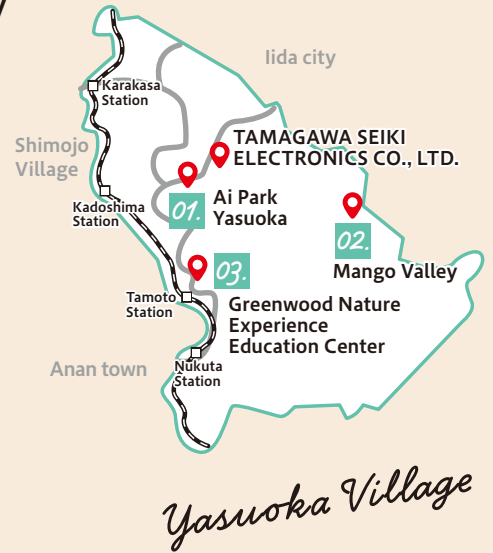 Iida city
Karakasa
Station
TAMAGAWA SEIKI
ELECTRONICS CO., LTD.
Shimojo
Village
Ai Park
Yasuoka
01.
Kadoshima
Station
02.
Mango Valley
03.
Tamoto
Station
Greenwood Nature
Experience
Education Center
Anan town
Nukuta
Station
Yasuoka Village